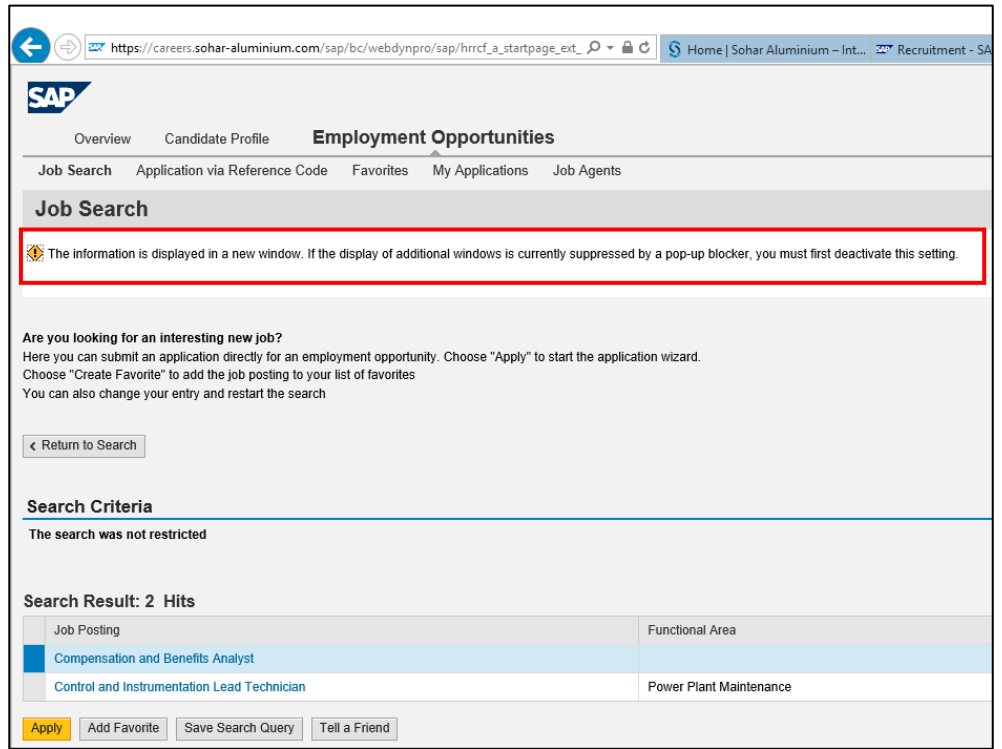 https://careers.sohar-aluminium.com/sap/bc/webdynpro/sap/hrrcf_a_startpage_ext_
Home | Sohar Aluminium – Int...
Recruitment - SA
SAP
Overview Candidate Profile Employment Opportunities
Job Search Application via Reference Code Favorites My Applications Job Agents
Job Search
The information is displayed in a new window. If the display of additional windows is currently suppressed by a pop-up blocker, you must first deactivate this setting.
Are you looking for an interesting new job?
Here you can submit an application directly for an employment opportunity. Choose "Apply" to start the application wizard.
Choose "Create Favorite" to add the job posting to your list of favorites
You can also change your entry and restart the search
Return to Search
Search Criteria
The search was not restricted
Search Result: 2 Hits
Job Posting Functional Area
Compensation and Benefits Analyst
Control and Instrumentation Lead Technician Power Plant Maintenance
Apply Add Favorite Save Search Query Tell a Friend